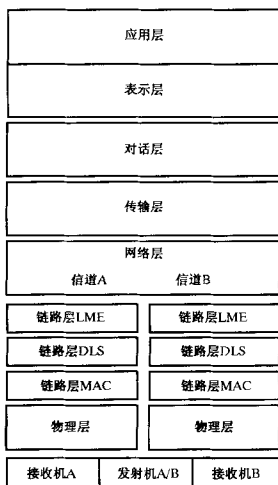 应用层
表示层
对话层
传输层
网络层
信道A 信道B
链路层LME 链路层LME
链路层DLS 链路层DLS
链路层MAC 链路层MAC
物理层 物理层
接收机A 发射机A/B 接收机B